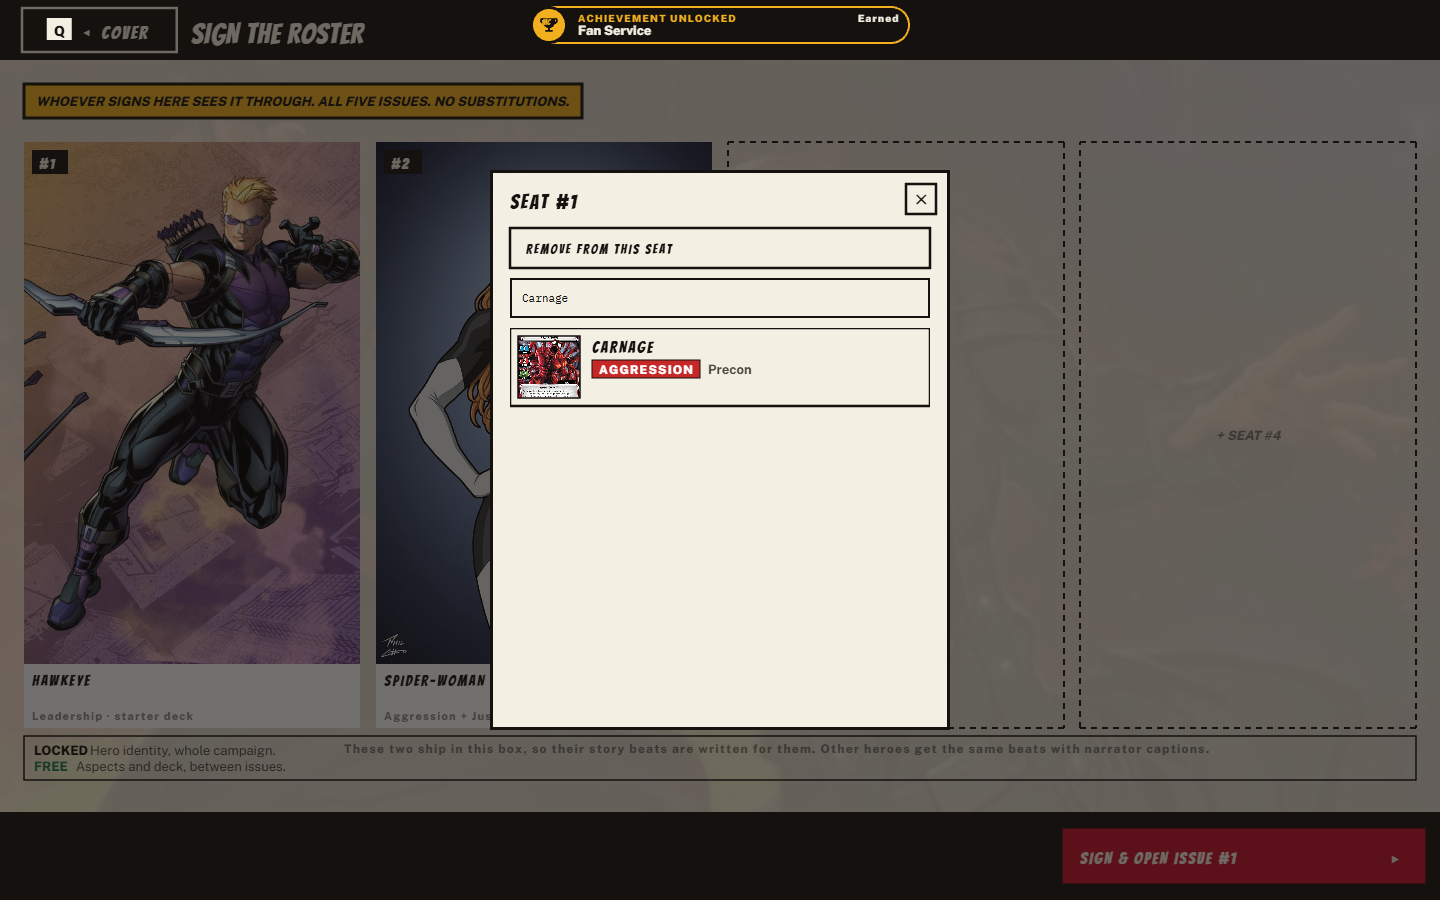 Q ◂ COVER
SIGN THE ROSTER
ACHIEVEMENT UNLOCKED
Earned
Fan Service
WHOEVER SIGNS HERE SEES IT THROUGH. ALL FIVE ISSUES. NO SUBSTITUTIONS.
#1
#2
SEAT #1
×
REMOVE FROM THIS SEAT
Carnage
CARNAGE
AGGRESSION Precon
+ SEAT #4
HAWKEYE
Leadership · starter deck
SPIDER-WOMAN
Aggression + Jus
LOCKED Hero identity, whole campaign.
FREE Aspects and deck, between issues.
These two ship in this box, so their story beats are written for them. Other heroes get the same beats with narrator captions.
SIGN & OPEN ISSUE #1 ▸